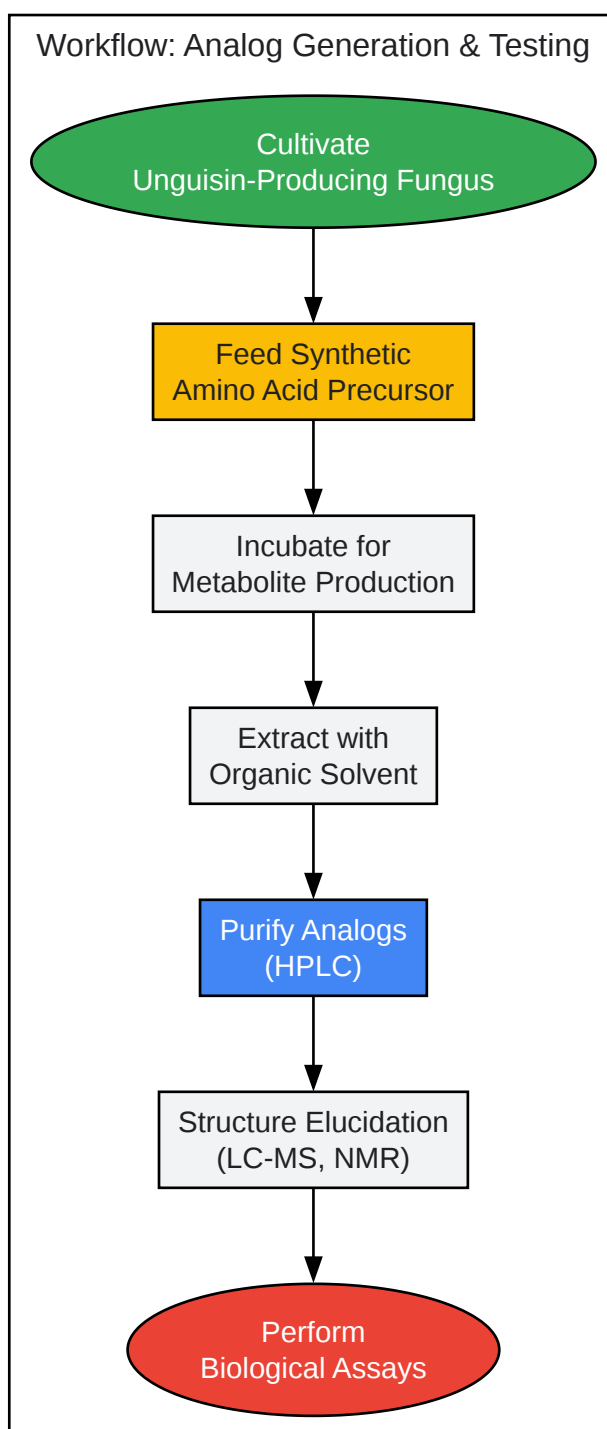 Workflow: Analog Generation & Testing
Cultivate
Unguisin-Producing Fungus
Feed Synthetic
Amino Acid Precursor
Incubate for
Metabolite Production
Extract with
Organic Solvent
Purify Analogs
(HPLC)
Structure Elucidation
(LC-MS, NMR)
Perform
Biological Assays